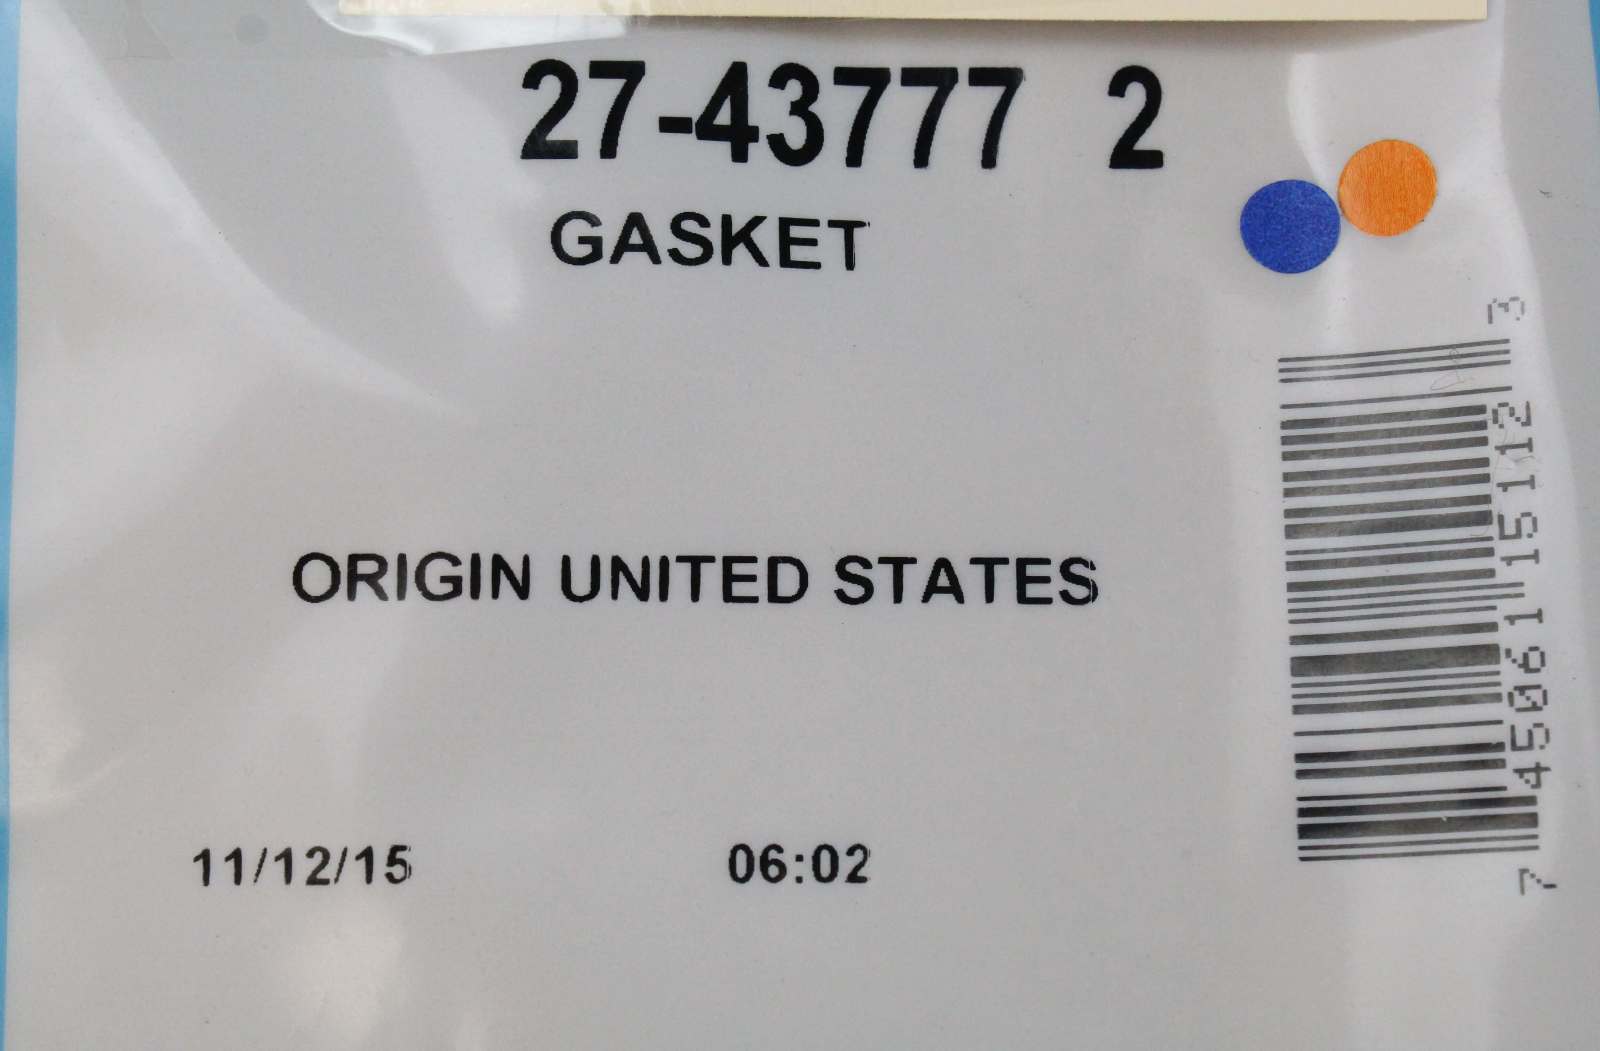 27-43777 2
GASKET
ORIGIN UNITED STATES
11/12/15 06:02
7 45061 15112 3